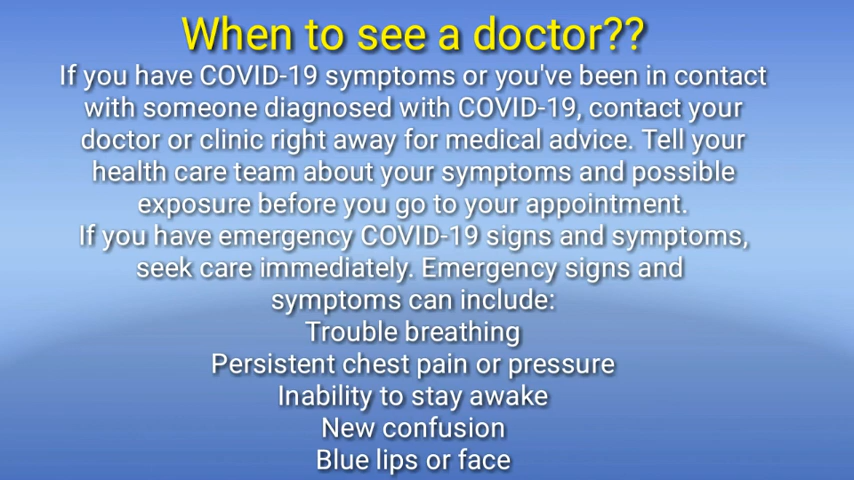 When to see a doctor??
If you have COVID-19 symptoms or you've been in contact
with someone diagnosed with COVID-19, contact your
doctor or clinic right away for medical advice. Tell your
health care team about your symptoms and possible
exposure before you go to your appointment.
If you have emergency COVID-19 signs and symptoms,
seek care immediately. Emergency signs and
symptoms can include:
Trouble breathing
Persistent chest pain or pressure
Inability to stay awake
New confusion
Blue lips or face